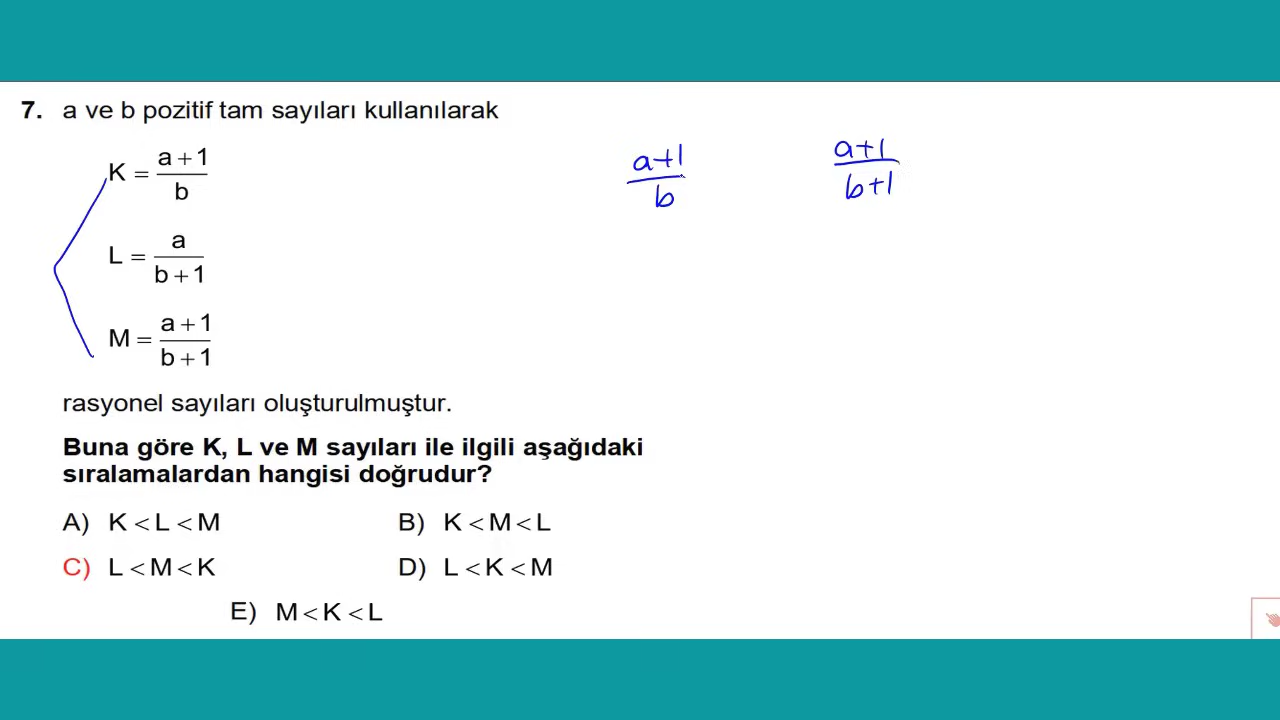 7. a ve b pozitif tam sayıları kullanılarak
K = a + 1 / b
L = a / b + 1
M = a + 1 / b + 1
rasyonel sayıları oluşturulmuştur.
Buna göre K, L ve M sayıları ile ilgili aşağıdaki
sıralamalardan hangisi doğrudur?
A) K < L < M B) K < M < L
C) L < M < K D) L < K < M
E) M < K < L
a+1 / b
a+1 / b+1